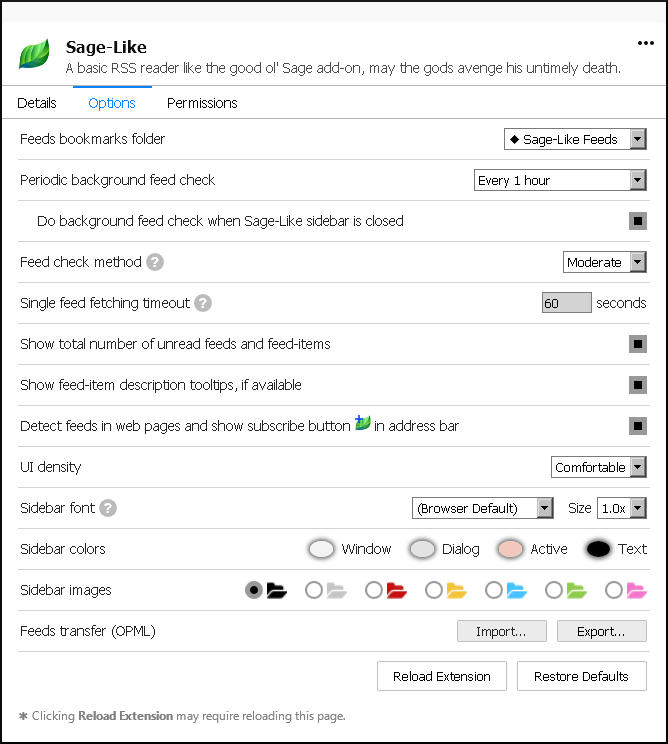 Sage-Like
A basic RSS reader like the good ol' Sage add-on, may the gods avenge his untimely death.
Details Options Permissions
Feeds bookmarks folder ◆ Sage-Like Feeds
Periodic background feed check Every 1 hour
Do background feed check when Sage-Like sidebar is closed
Feed check method ? Moderate
Single feed fetching timeout ? 60 seconds
Show total number of unread feeds and feed-items
Show feed-item description tooltips, if available
Detect feeds in web pages and show subscribe button in address bar
UI density Comfortable
Sidebar font ? (Browser Default) Size 1.0x
Sidebar colors Window Dialog Active Text
Sidebar images
Feeds transfer (OPML) Import... Export...
Reload Extension Restore Defaults
✱ Clicking Reload Extension may require reloading this page.